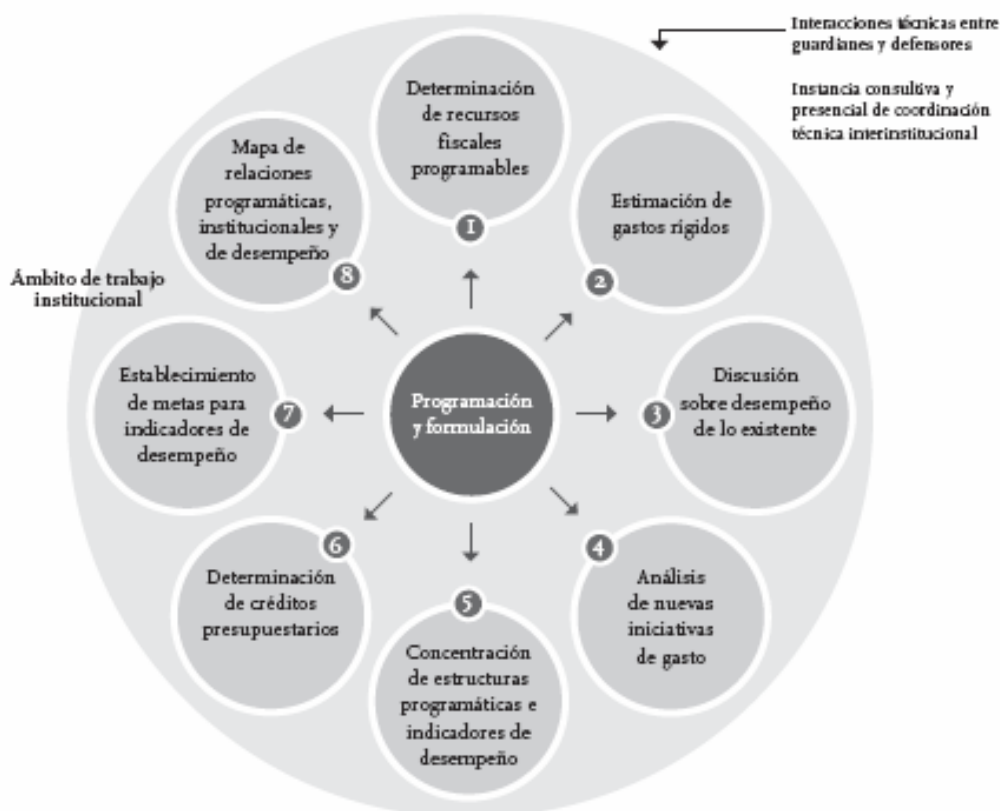 Interacciones técnicas entre
guardianes y defensores
Instancia consultiva y
presencial de coordinación
técnica interinstitucional
Determinación
de recursos
fiscales
programables
1
Estimación de
gastos rígidos
2
Discusión
sobre desempeño
de lo existente
3
4
Análisis
de nuevas
iniciativas
de gasto
5
Concentración
de estructuras
programáticas e
indicadores de
desempeño
6
Determinación
de créditos
presupuestarios
Establecimiento
de metas para
indicadores de
desempeño
7
Mapa de
relaciones
programáticas,
institucionales y
de desempeño
8
Ámbito de trabajo
institucional
Programación
y formulación